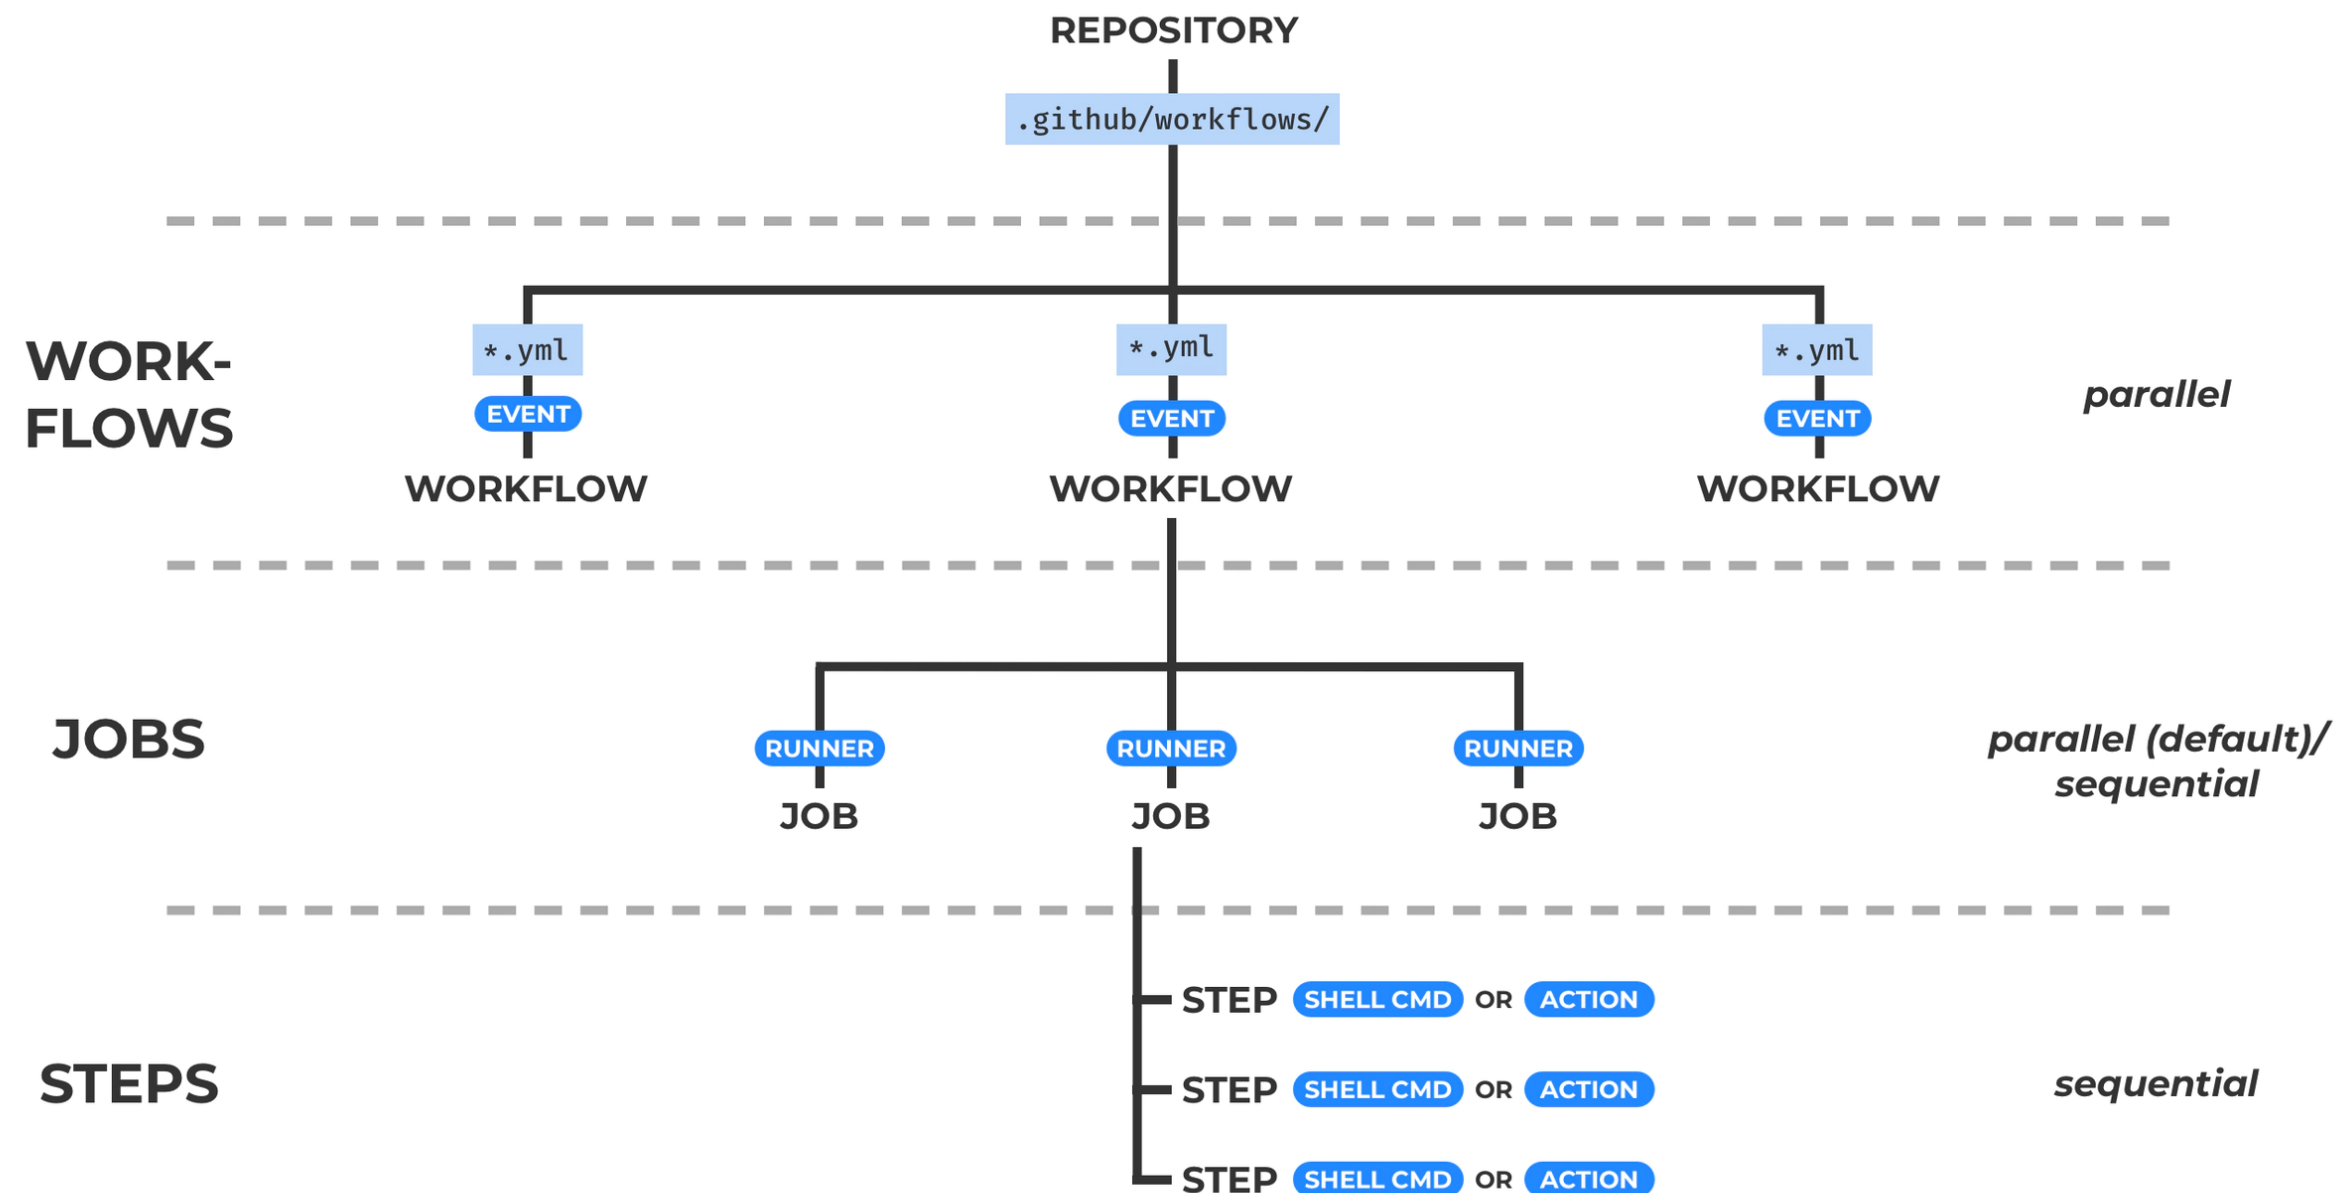 REPOSITORY
.github/workflows/
WORK-
FLOWS
*.yml
*.yml
*.yml
EVENT
EVENT
EVENT
parallel
WORKFLOW
WORKFLOW
WORKFLOW
JOBS
RUNNER
RUNNER
RUNNER
parallel (default)/
sequential
JOB
JOB
JOB
STEP SHELL CMD OR ACTION
STEPS
STEP SHELL CMD OR ACTION
sequential
STEP SHELL CMD OR ACTION